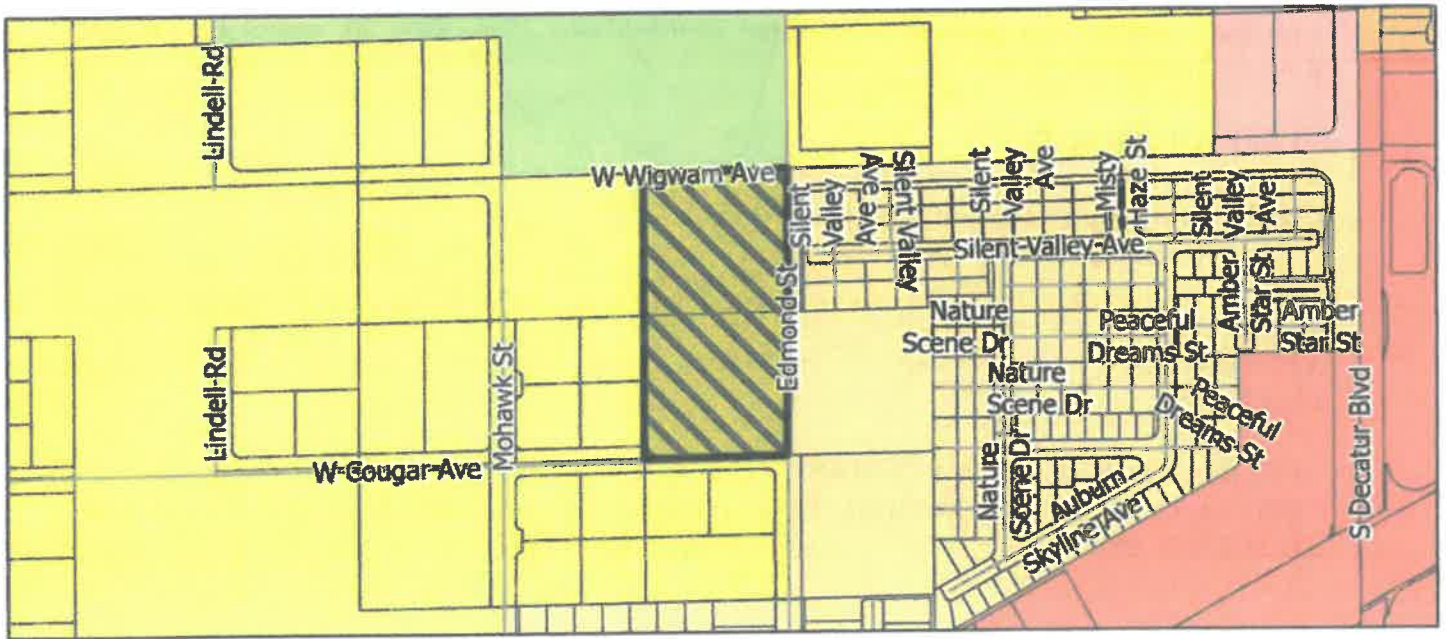 Lindell-Rd
W-Wigwam-Ave
Silent
Valley
Ave
Silent Valley
Ave
Silent
Valley
Ave
Misty
Haze St
Silent
Valley
Ave
Silent-Valley-Ave
Edmond-St
Nature
Scene Dr
Nature
Scene Dr
Nature
Scene Dr
Peaceful
Dreams St
Peaceful
Dreams St
Amber
Star St
Amber
Star St
Lindell-Rd
Mohawk-St
W-Cougar-Ave
Auburn
Skyline Ave
S Decatur-Blvd